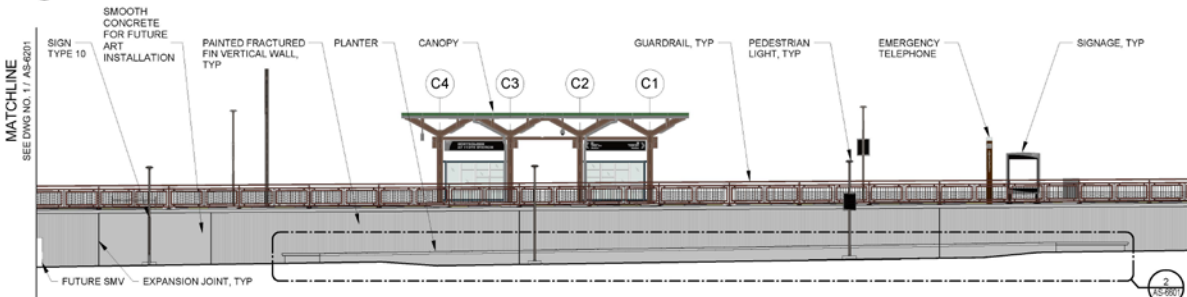 MATCHLINE
SEE DWG NO. 1 / AS-6201
SIGN
TYPE 10
SMOOTH
CONCRETE
FOR FUTURE
ART
INSTALLATION
PAINTED FRACTURED
FIN VERTICAL WALL,
TYP
PLANTER
CANOPY
GUARDRAIL, TYP
PEDESTRIAN
LIGHT, TYP
EMERGENCY
TELEPHONE
SIGNAGE, TYP
C4
C3
C2
C1
FUTURE SMV
EXPANSION JOINT, TYP
2
AS-6601